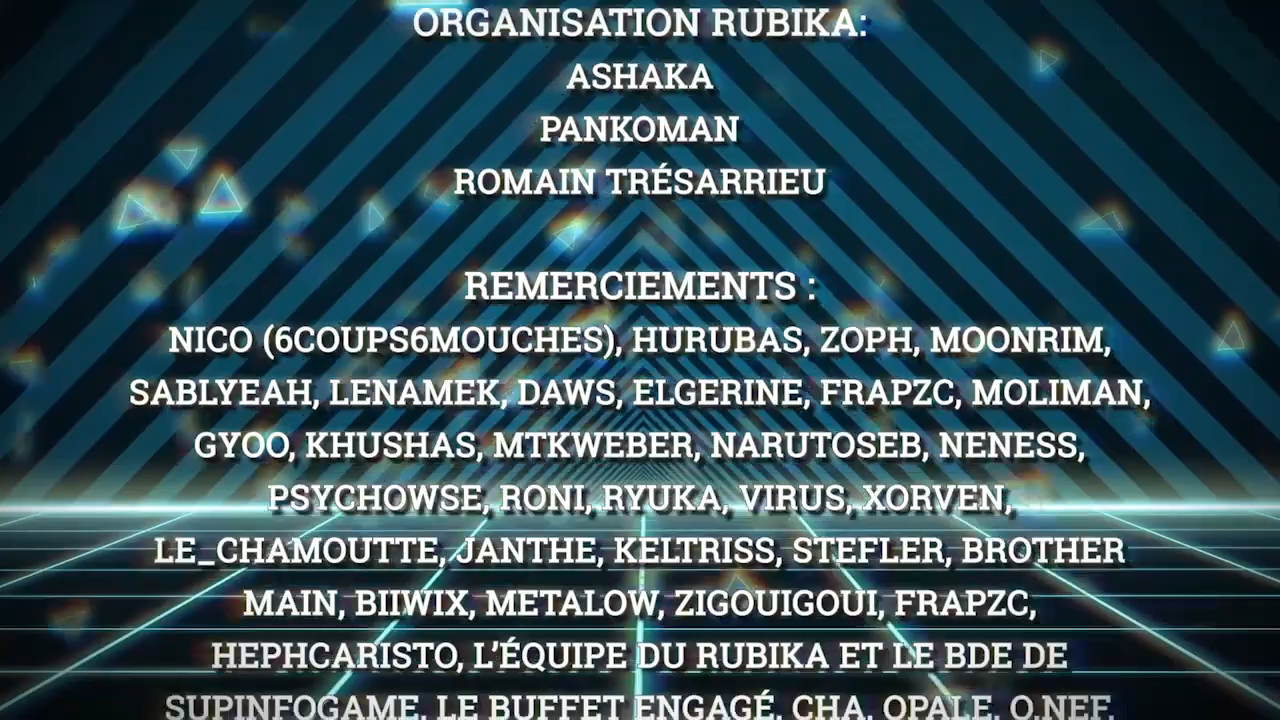 ORGANISATION RUBIKA:
ASHAKA
PANKOMAN
ROMAIN TRÉSARRIEU
REMERCIEMENTS :
NICO (6COUPS6MOUCHES), HURUBAS, ZOPH, MOONRIM,
SABLYEAH, LENAMEK, DAWS, ELGERINE, FRAPZC, MOLIMAN,
GYOO, KHUSHAS, MTKWEBER, NARUTOSEB, NENESS,
PSYCHOWSE, RONI, RYUKA, VIRUS, XORVEN,
LE_CHAMOUTTE, JANTHE, KELTRISS, STEFLER, BROTHER
MAIN, BIIWIX, METALOW, ZIGOUIGOUI, FRAPZC,
HEPHCARISTO, L’ÉQUIPE DU RUBIKA ET LE BDE DE
SUPINFOGAME, LE BUFFET ENGAGÉ, CHA, OPALE, O.NEF,